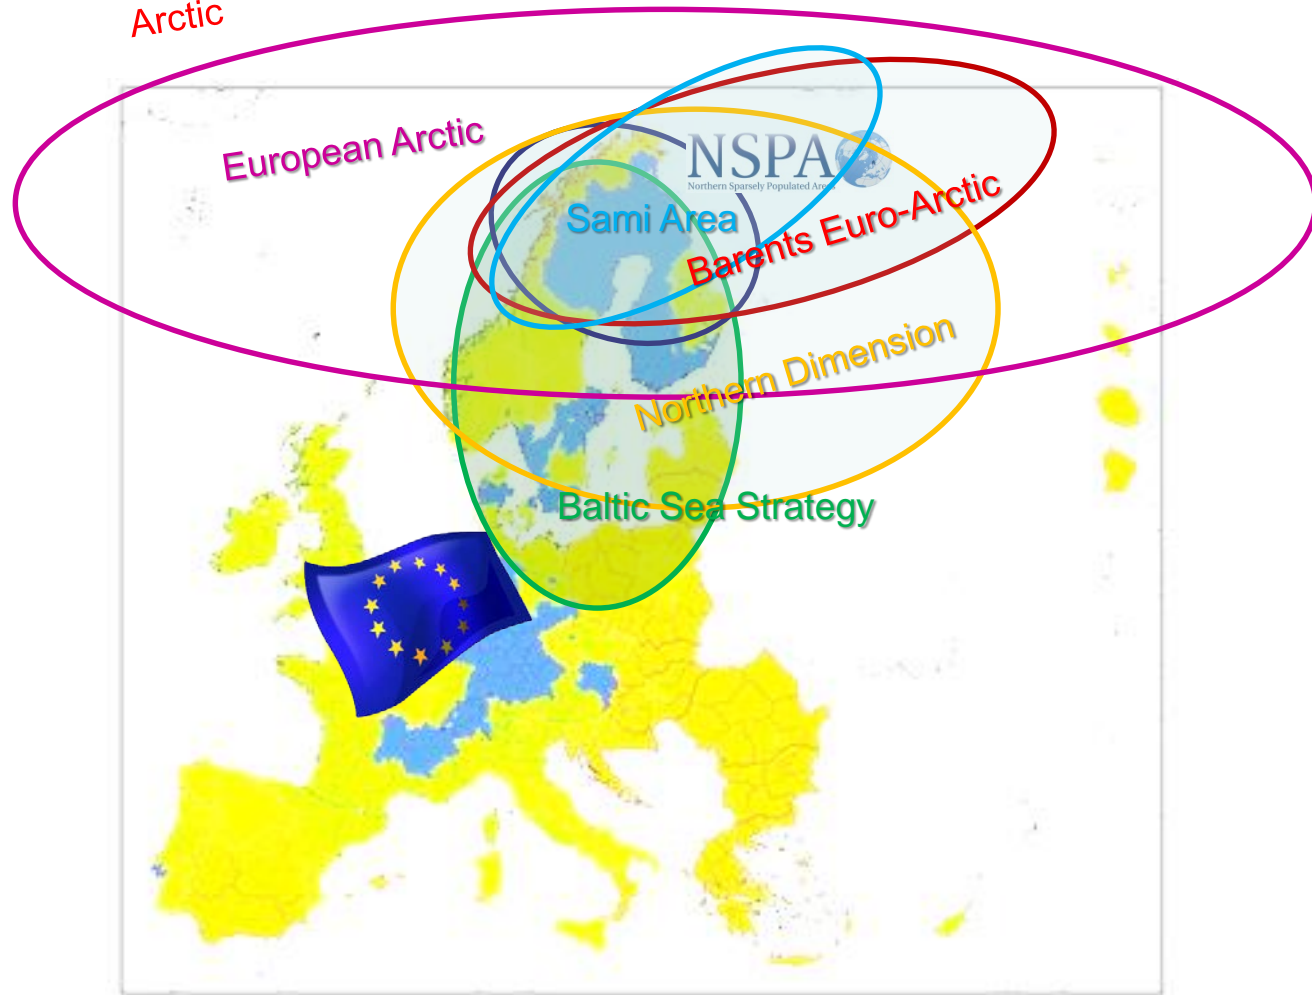 Arctic
European Arctic
NSPA
Northern Sparsely Populated Areas
Sami Area
Barents Euro-Arctic
Northern Dimension
Baltic Sea Strategy